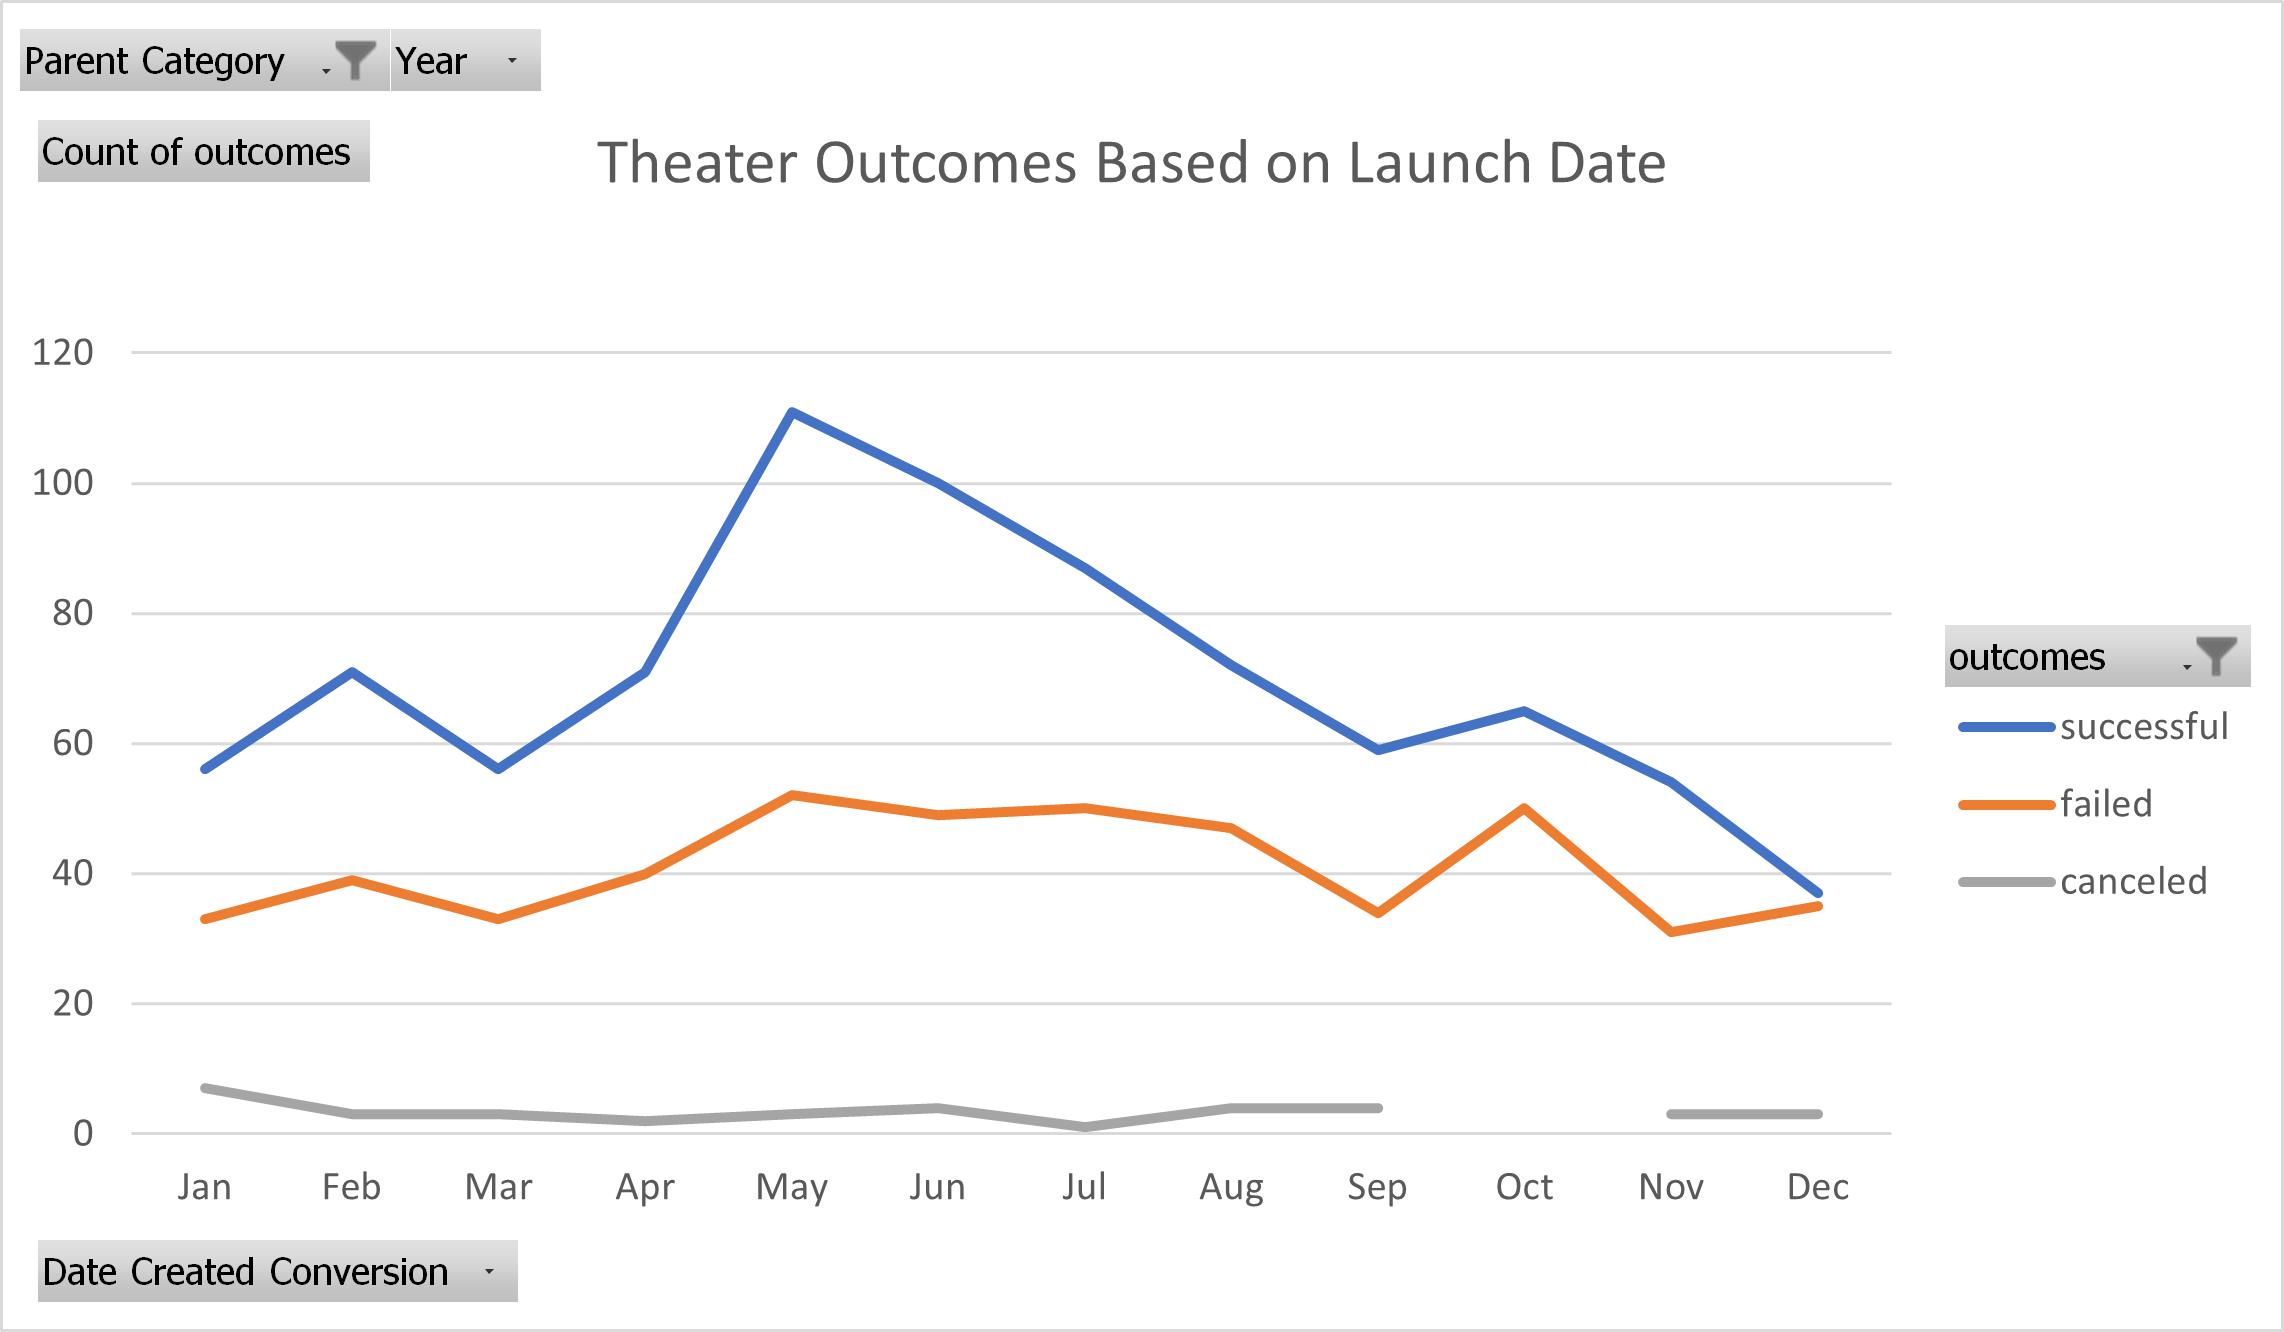 Parent Category Year
Count of outcomes
Theater Outcomes Based on Launch Date
120
100
80
60
40
20
0
Jan Feb Mar Apr May Jun Jul Aug Sep Oct Nov Dec
outcomes
successful
failed
canceled
Date Created Conversion